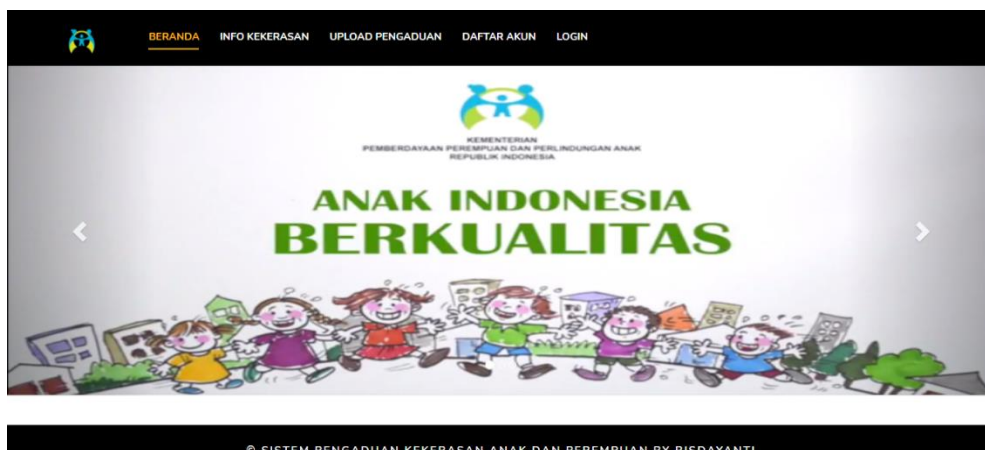 BERANDA INFO KEKERASAN UPLOAD PENGADUAN DAFTAR AKUN LOGIN
KEMENTERIAN
PEMBERDAYAAN PEREMPUAN DAN PERLINDUNGAN ANAK
REPUBLIK INDONESIA
ANAK INDONESIA
BERKUALITAS
© SISTEM PENGADUAN KEKERASAN ANAK DAN PEREMPUAN BY RISDAYANTI